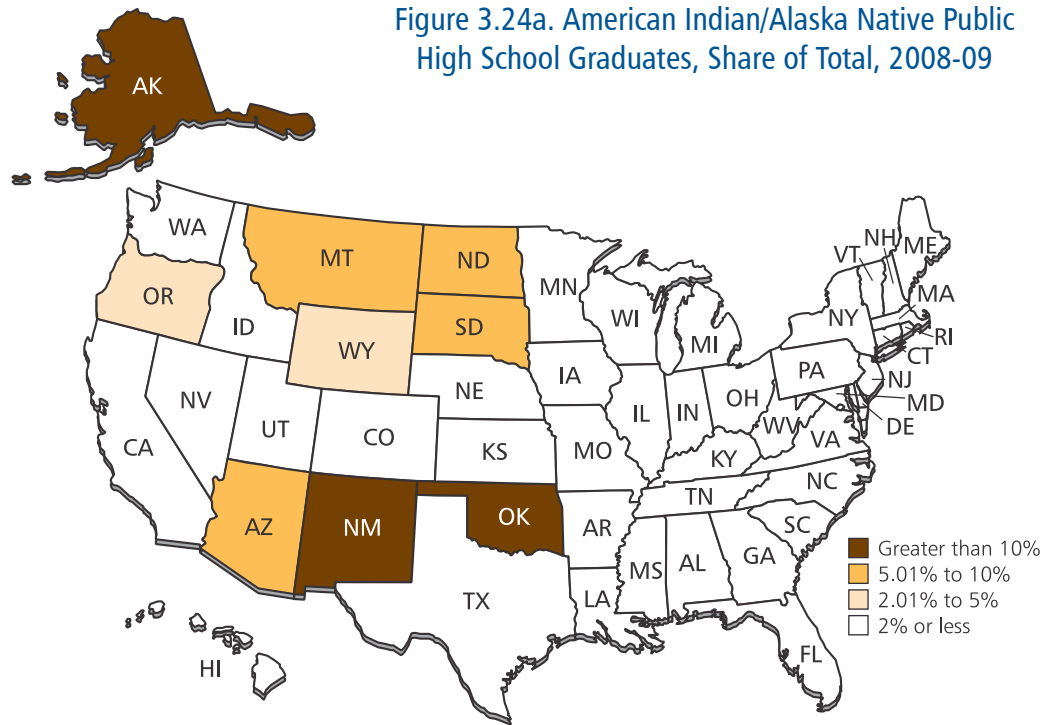 Figure 3.24a. American Indian/Alaska Native Public
High School Graduates, Share of Total, 2008-09
AK
WA
MT
ND
MN
VT
NH
ME
OR
ID
WY
SD
WI
MI
NY
MA
RI
CT
NV
UT
CO
NE
IA
IL
IN
OH
PA
NJ
MD
DE
CA
KS
MO
KY
WV
VA
AZ
NM
OK
AR
TN
NC
SC
TX
LA
MS
AL
GA
FL
HI
Greater than 10%
5.01% to 10%
2.01% to 5%
2% or less